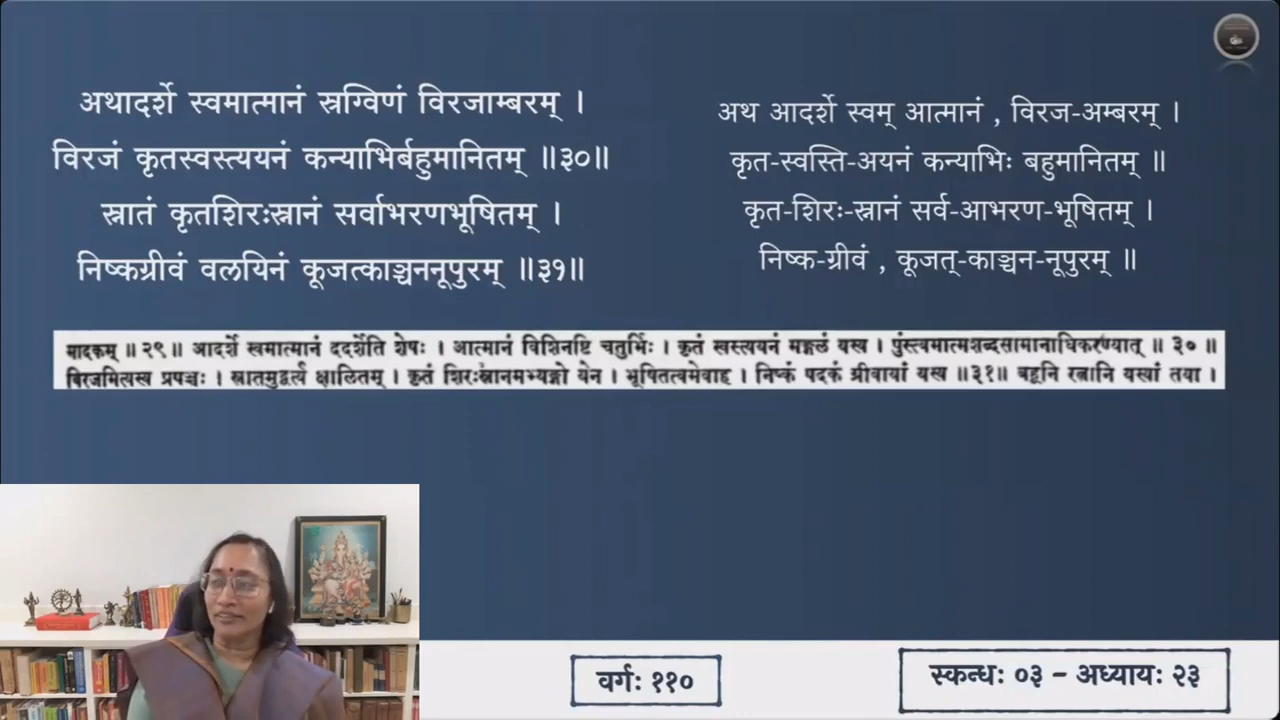 अथादर्शे स्वमात्मानं स्रग्विणं विरजाम्बरम् ।
विरजं कृतस्वस्त्ययनं कन्याभिर्बहुमानितम् ॥३०॥
स्नातं कृतशिरःस्नानं सर्वाभरणभूषितम् ।
निष्कग्रीवं वलयिनं कूजत्काञ्चननूपुरम् ॥३१॥
अथ आदर्शे स्वम् आत्मानं , विरज-अम्बरम् ।
कृत-स्वस्ति-अयनं कन्याभिः बहुमानितम् ॥
कृत-शिरः-स्नानं सर्व-आभरण-भूषितम् ।
निष्क-ग्रीवं , कूजत्-काञ्चन-नूपुरम् ॥
मादकम् ॥ २९ ॥ आदर्शे स्वमात्मानं ददर्शेति शेषः । आत्मानं विशिनष्टि चतुर्भिः । कृतं स्वस्त्ययनं मङ्गलं यस्य । पुंस्त्वमात्मशब्दसामानाधिकरण्यात् ॥ ३० ॥
विरजमित्यस्य प्रपञ्चः । स्नातमुद्वर्त्य क्षालितम् । कृतं शिरःस्नानमभ्यङ्गो येन । भूषितत्वमेवाह । निष्कं पदकं ग्रीवायां यस्य ॥३१॥ बहूनि रत्नानि यस्यां तया ।
वर्गः ११०
स्कन्धः ०३ – अध्यायः २३